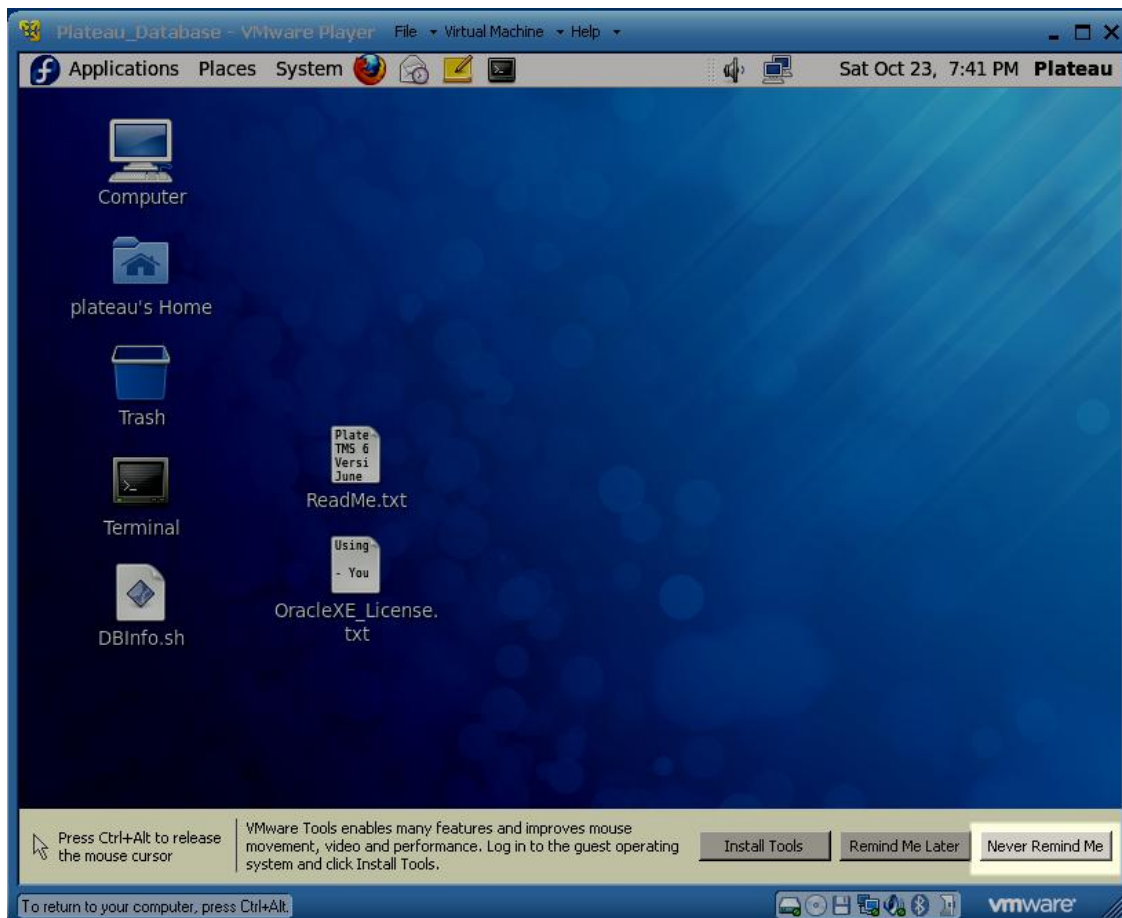 Plateau_Database - VMware Player File Virtual Machine Help
Applications Places System Sat Oct 23, 7:41 PM Plateau
Computer
plateau's Home
Trash
Terminal
DBInfo.sh
Plate
TMS 6
Versi
June
ReadMe.txt
Using
- You
OracleXE_License.
txt
Press Ctrl+Alt to release
the mouse cursor
VMware Tools enables many features and improves mouse
movement, video and performance. Log in to the guest operating
system and click Install Tools.
Install Tools Remind Me Later Never Remind Me
To return to your computer, press Ctrl+Alt.
vmware